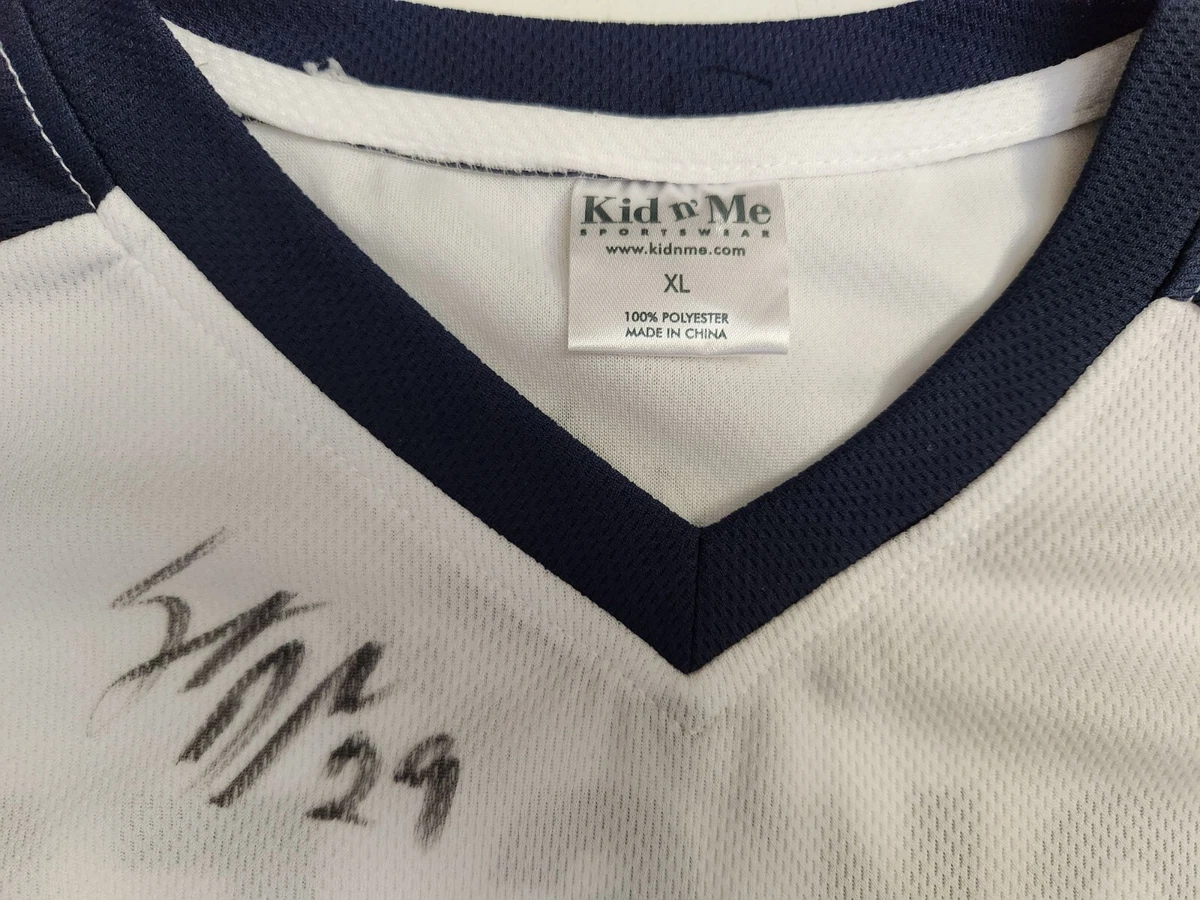 Kid n' Me
SPORTSWEAR
www.kidnme.com
XL
100% POLYESTER
MADE IN CHINA
29